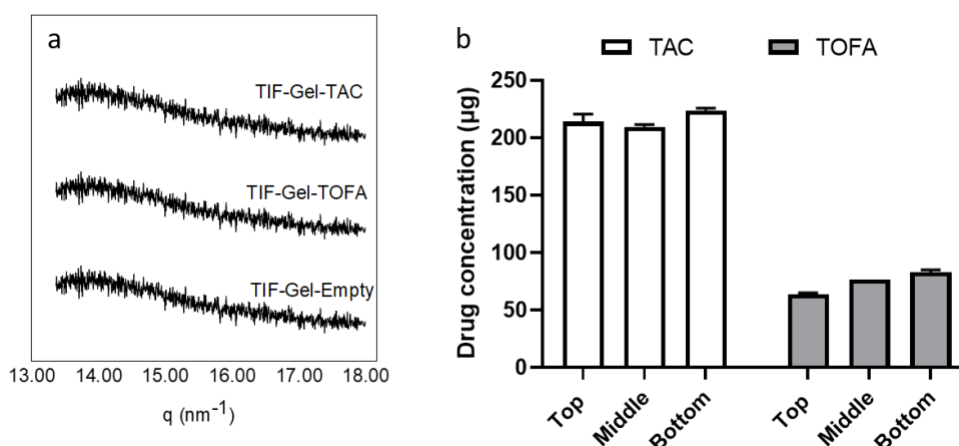 a
TIF-Gel-TAC
TIF-Gel-TOFA
TIF-Gel-Empty
13.00 14.00 15.00 16.00 17.00 18.00
q (nm⁻¹)
b
TAC TOFA
Drug concentration (µg)
250
200
150
100
50
0
Top Middle Bottom Top Middle Bottom